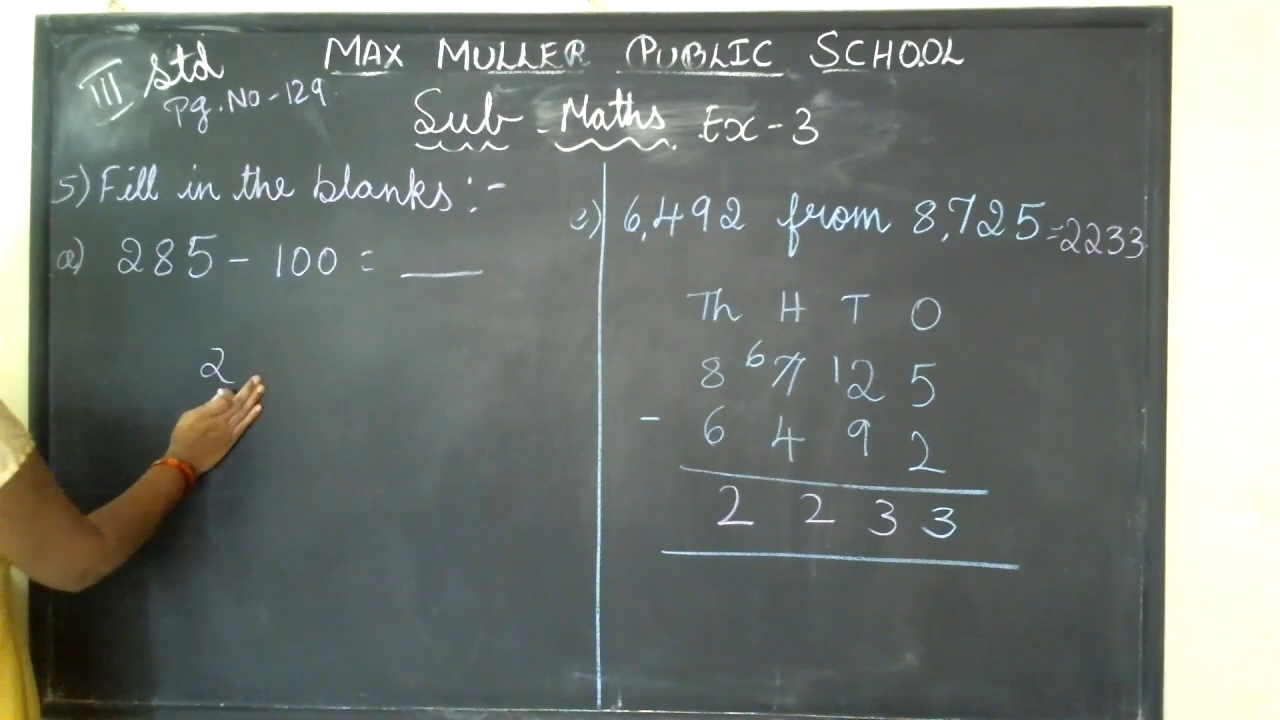 III Std
MAX MULLER PUBLIC SCHOOL
Pg. No - 129
Sub - Maths. Ex - 3
5) Fill in the blanks :-
a) 285 - 100 = ____
2
e) 6,492 from 8,725 = 2233
Th H T O
8 6 7 12 5
- 6 4 9 2
2 2 3 3